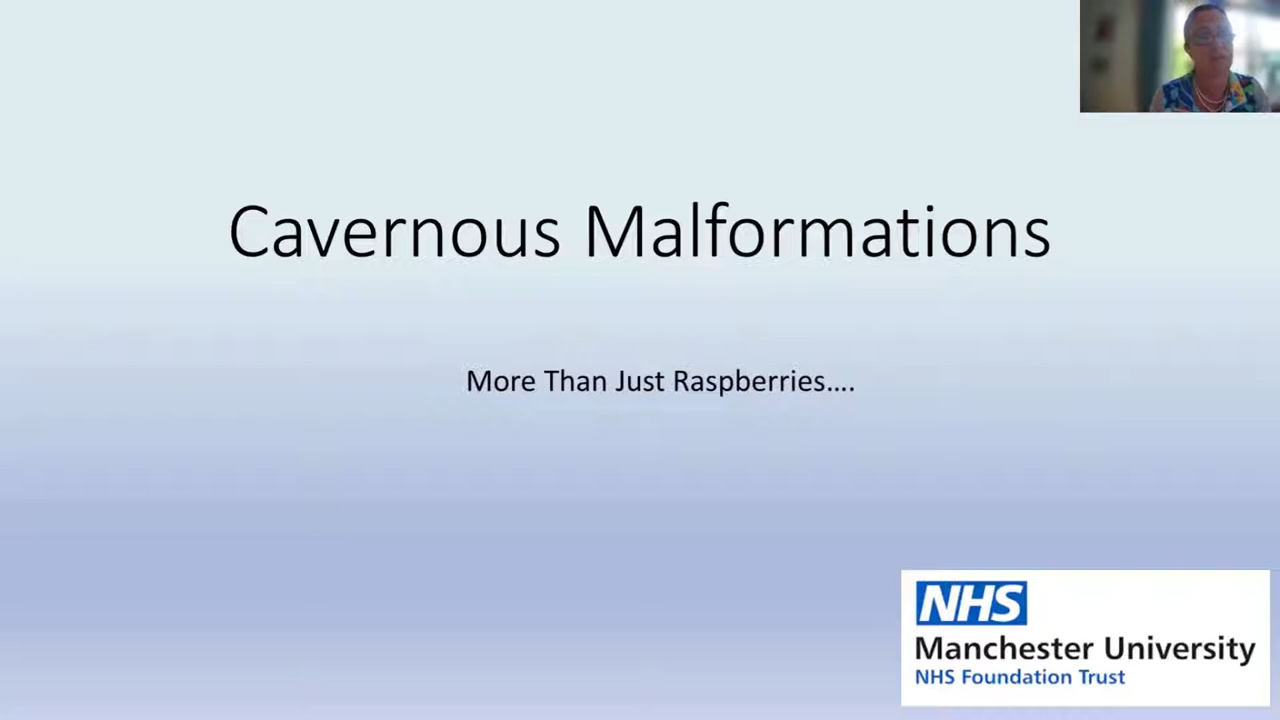 Cavernous Malformations
More Than Just Raspberries....
NHS
Manchester University
NHS Foundation Trust